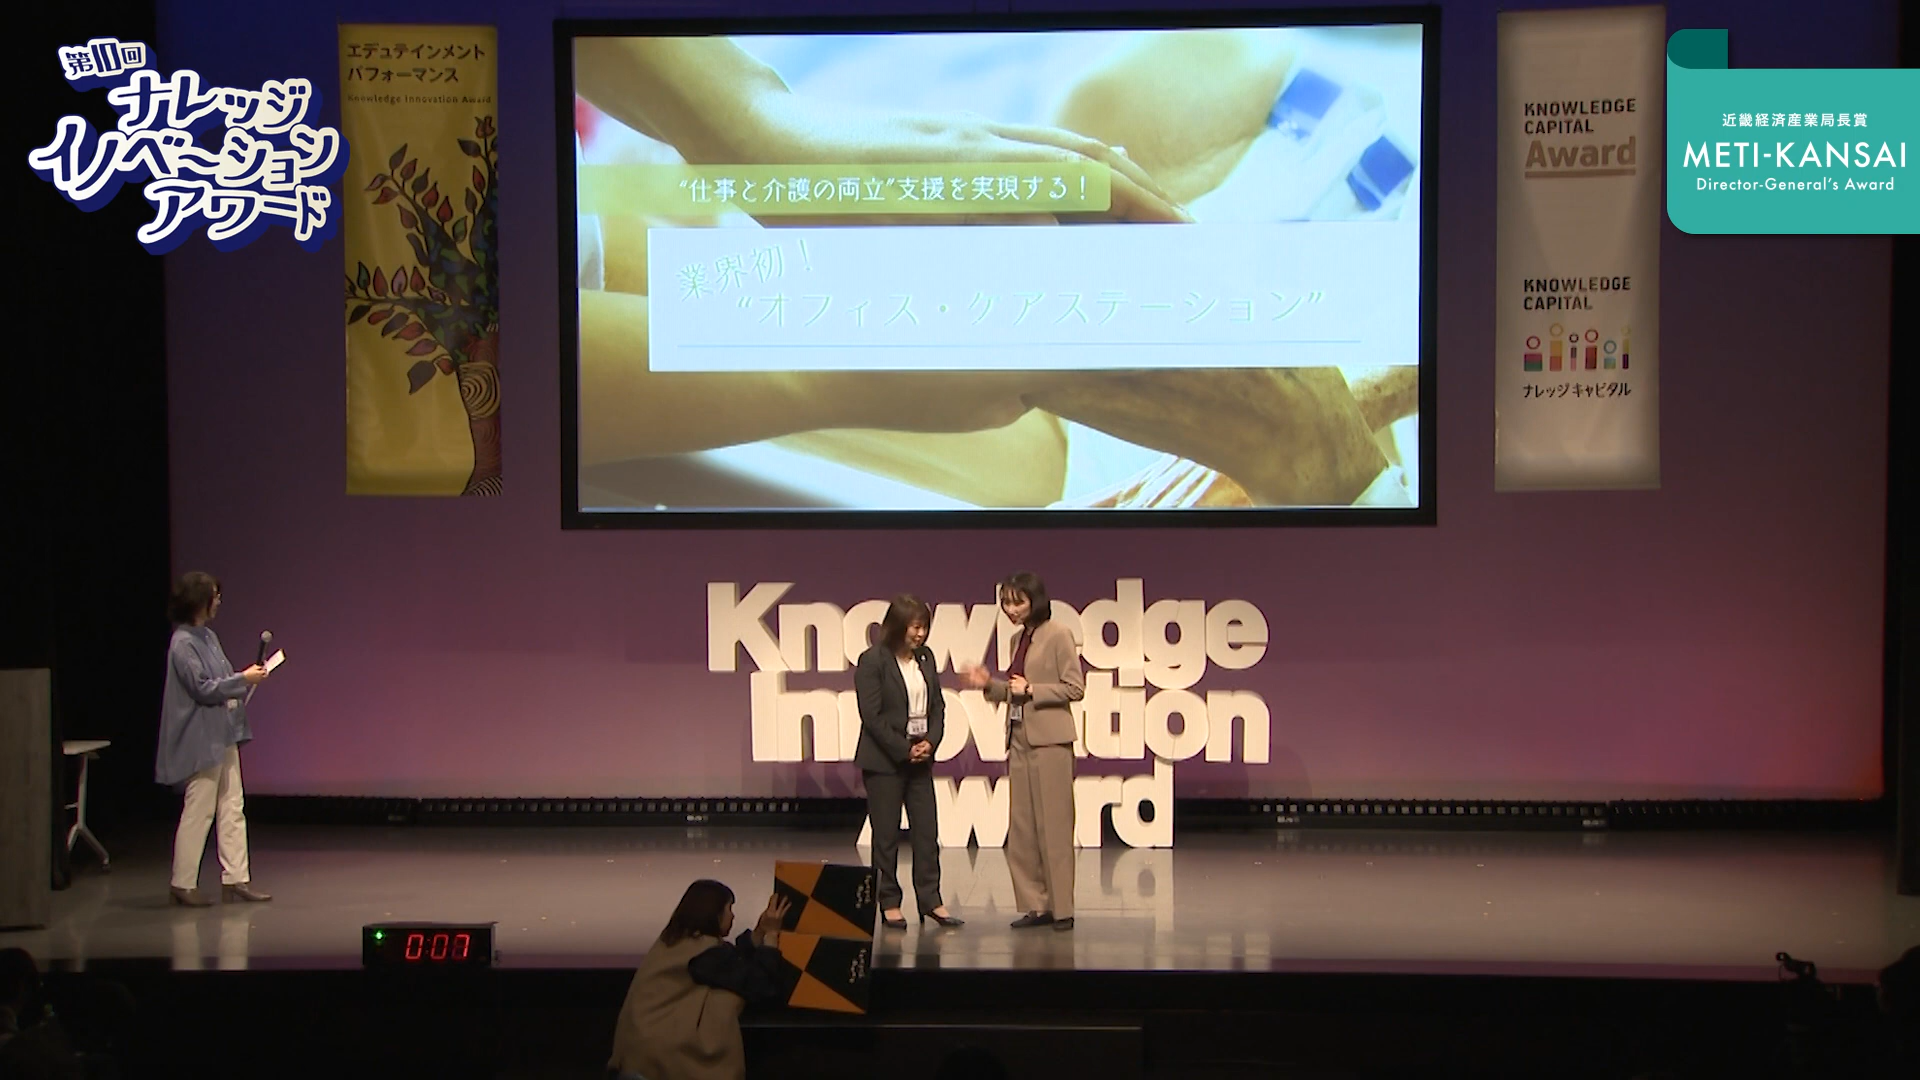 第10回
ナレッジ
イノベーション
アワード
エデュテインメント
パフォーマンス
Knowledge Innovation Award
“仕事と介護の両立”支援を実現する！
業界初！
“オフィス・ケアステーション”
KNOWLEDGE
CAPITAL
Award
KNOWLEDGE
CAPITAL
ナレッジキャピタル
近畿経済産業局長賞
METI-KANSAI
Director-General's Award
Knowledge
Innovation
Award
0:07